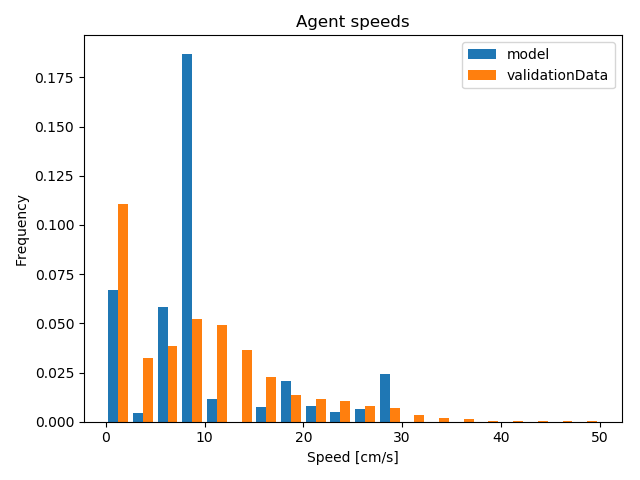 Agent speeds
model
validationData
0.175
0.150
0.125
0.100
0.075
0.050
0.025
0.000
Frequency
0 10 20 30 40 50
Speed [cm/s]